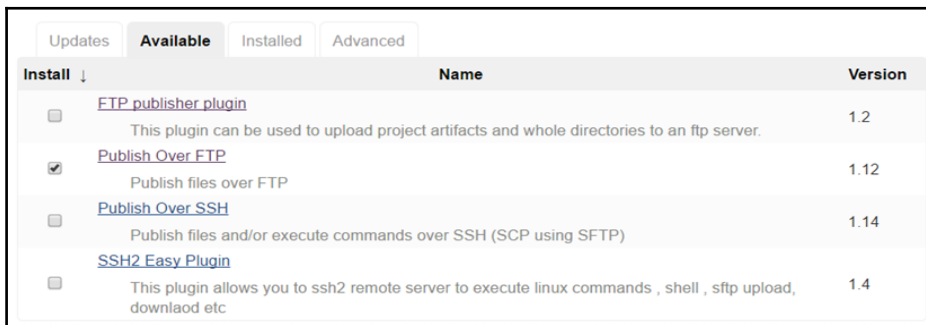 Updates Available Installed Advanced
Install ↓ Name Version
FTP publisher plugin
This plugin can be used to upload project artifacts and whole directories to an ftp server.
1.2
Publish Over FTP
Publish files over FTP
1.12
Publish Over SSH
Publish files and/or execute commands over SSH (SCP using SFTP)
1.14
SSH2 Easy Plugin
This plugin allows you to ssh2 remote server to execute linux commands , shell , sftp upload,
downlaod etc
1.4